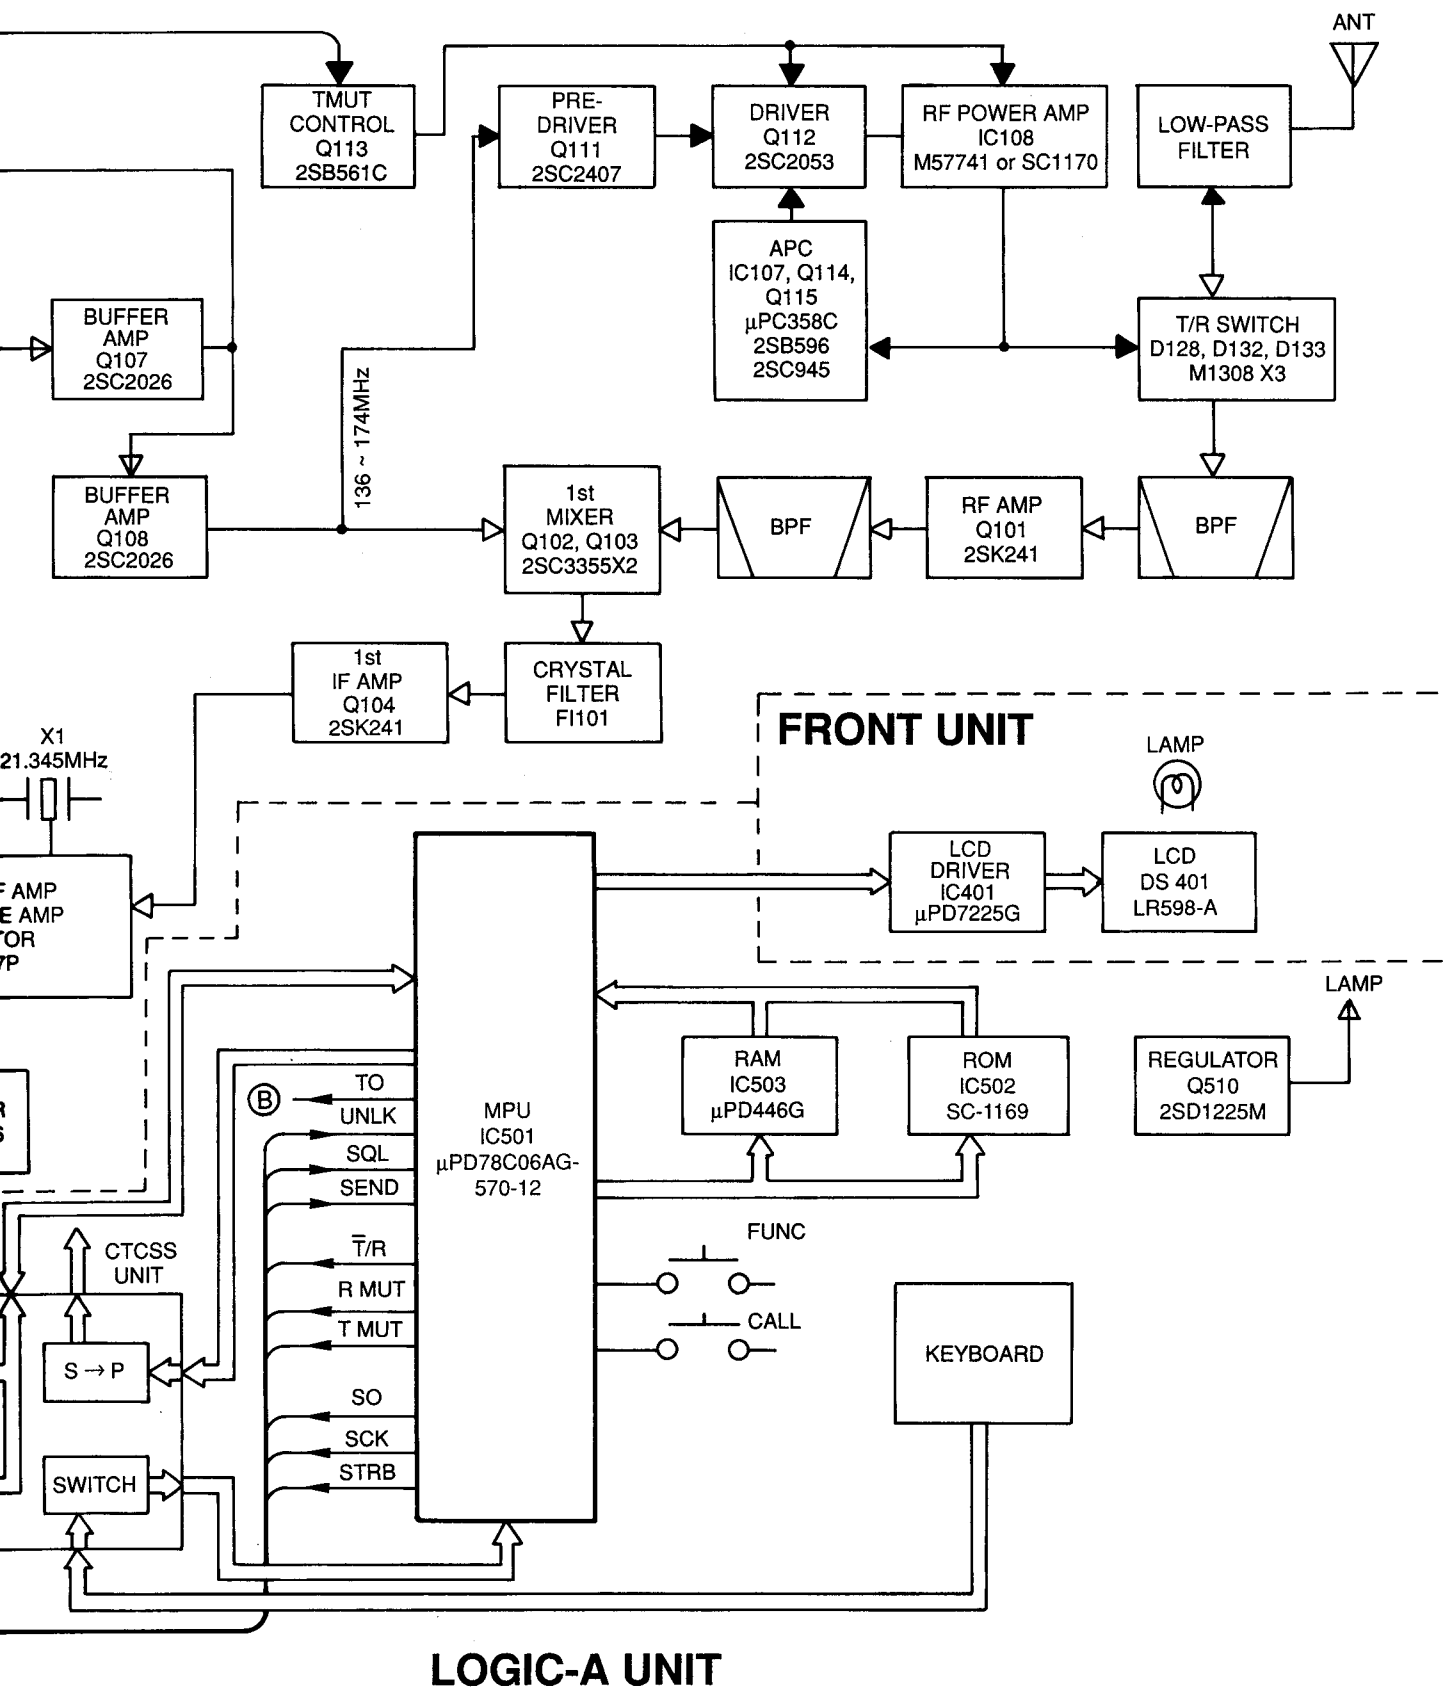 ANT
TMUT
CONTROL
Q113
2SB561C
PRE-
DRIVER
Q111
2SC2407
DRIVER
Q112
2SC2053
RF POWER AMP
IC108
M57741 or SC1170
LOW-PASS
FILTER
APC
IC107, Q114,
Q115
µPC358C
2SB596
2SC945
BUFFER
AMP
Q107
2SC2026
T/R SWITCH
D128, D132, D133
M1308 X3
136 ~ 174MHz
BUFFER
AMP
Q108
2SC2026
1st
MIXER
Q102, Q103
2SC3355X2
BPF
RF AMP
Q101
2SK241
BPF
1st
IF AMP
Q104
2SK241
CRYSTAL
FILTER
FI101
X1
21.345MHz
FRONT UNIT
LAMP
F AMP
E AMP
TOR
7P
LCD
DRIVER
IC401
µPD7225G
LCD
DS 401
LR598-A
LAMP
RAM
IC503
µPD446G
ROM
IC502
SC-1169
REGULATOR
Q510
2SD1225M
R
B
TO
UNLK
SQL
SEND
T̅/R
R MUT
T MUT
SO
SCK
STRB
MPU
IC501
µPD78C06AG-
570-12
CTCSS
UNIT
FUNC
CALL
S→P
KEYBOARD
SWITCH
LOGIC-A UNIT